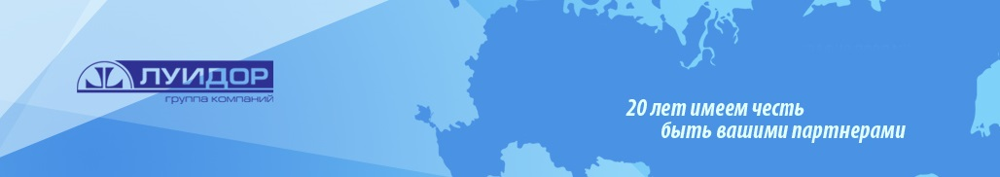 ЛУИДОР
группа компаний
20 лет имеем честь
быть вашими партнерами